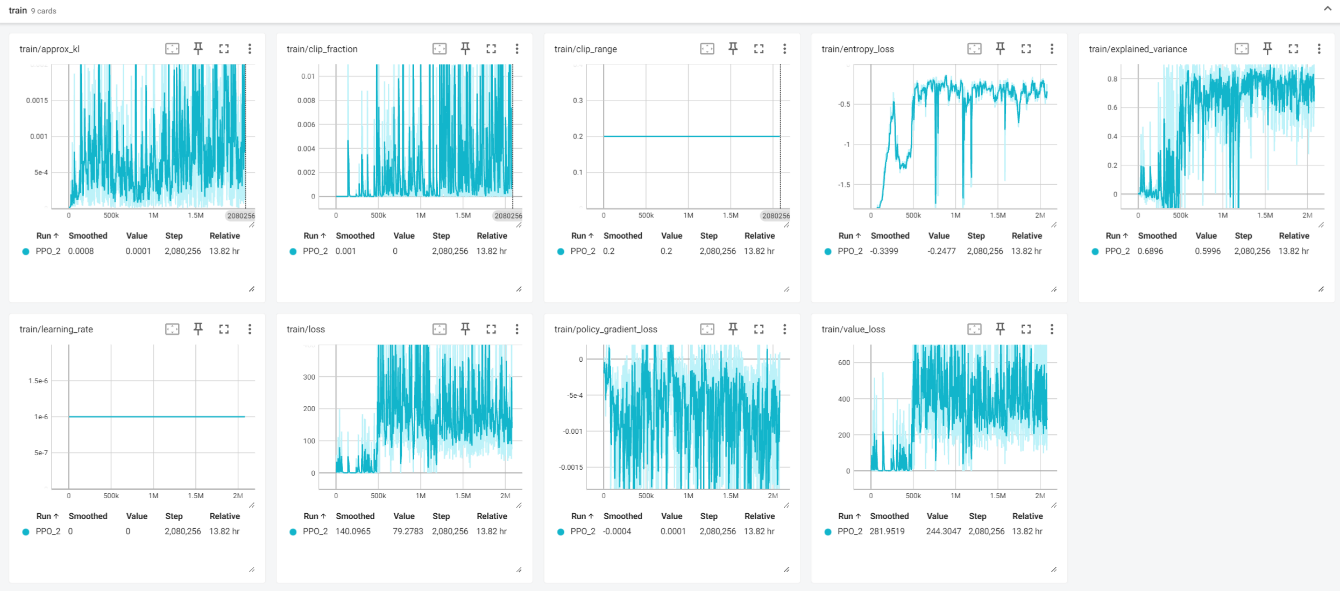 train 9 cards
train/approx_kl
0.0015
0.001
5e-4
0 500k 1M 1.5M 2080256
Run ↑ Smoothed Value Step Relative
PPO_2 0.0008 0.0001 2,080,256 13.82 hr
train/clip_fraction
0.01
0.008
0.006
0.004
0.002
0
0 500k 1M 1.5M 2080256
Run ↑ Smoothed Value Step Relative
PPO_2 0.001 0 2,080,256 13.82 hr
train/clip_range
0.3
0.2
0.1
0 500k 1M 1.5M 2080256
Run ↑ Smoothed Value Step Relative
PPO_2 0.2 0.2 2,080,256 13.82 hr
train/entropy_loss
-0.5
-1
-1.5
0 500k 1M 1.5M 2M
Run ↑ Smoothed Value Step Relative
PPO_2 -0.3399 -0.2477 2,080,256 13.82 hr
train/explained_variance
0.8
0.6
0.4
0.2
0
0 500k 1M 1.5M 2M
Run ↑ Smoothed Value Step Relative
PPO_2 0.6896 0.5996 2,080,256 13.82 hr
train/learning_rate
1.5e-6
1e-6
5e-7
0 500k 1M 1.5M 2M
Run ↑ Smoothed Value Step Relative
PPO_2 0 0 2,080,256 13.82 hr
train/loss
300
200
100
0
0 500k 1M 1.5M 2M
Run ↑ Smoothed Value Step Relative
PPO_2 140.0965 79.2783 2,080,256 13.82 hr
train/policy_gradient_loss
0
-5e-4
-0.001
-0.0015
0 500k 1M 1.5M 2M
Run ↑ Smoothed Value Step Relative
PPO_2 -0.0004 0.0001 2,080,256 13.82 hr
train/value_loss
600
400
200
0
0 500k 1M 1.5M 2M
Run ↑ Smoothed Value Step Relative
PPO_2 281.9519 244.3047 2,080,256 13.82 hr